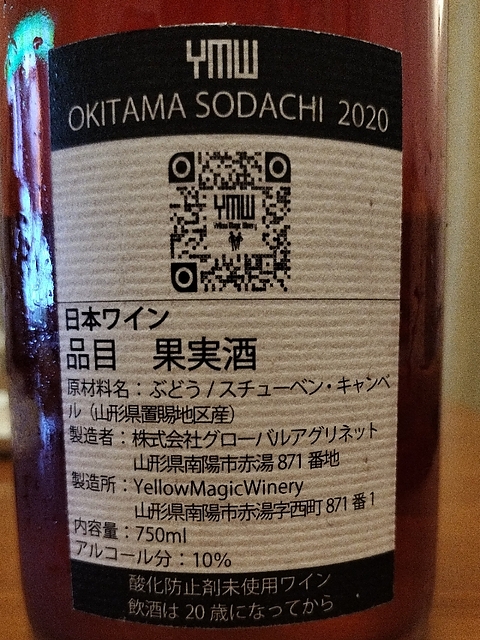 YMW
OKITAMA SODACHI 2020
YMW
日本ワイン
品目 果実酒
原材料名：ぶどう/スチューベン・キャンベ
ル（山形県置賜地区産）
製造者：株式会社グローバルアグリネット
山形県南陽市赤湯 871 番地
製造所：YellowMagicWinery
山形県南陽市赤湯字西町 871 番 1
内容量：750ml
アルコール分：10%
酸化防止剤未使用ワイン
飲酒は 20 歳になってから